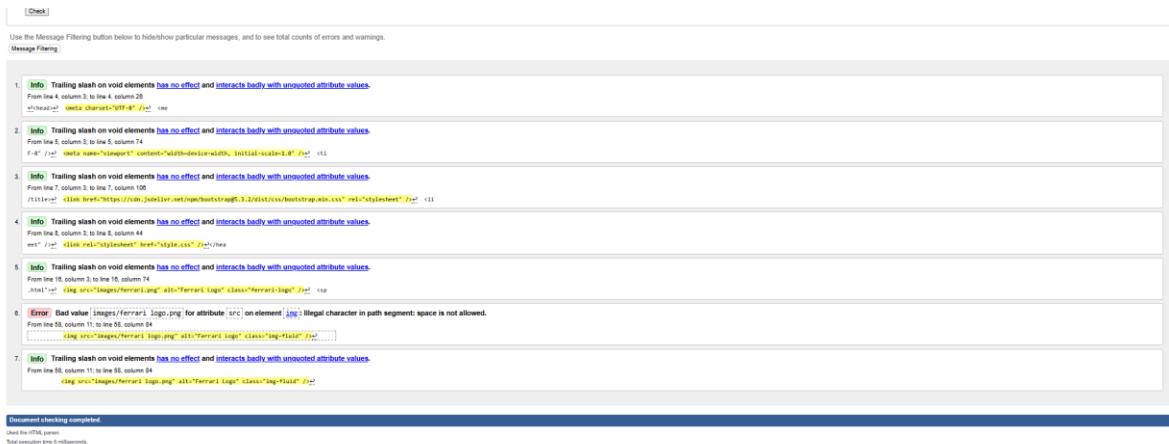 Check
Use the Message Filtering button below to hide/show particular messages, and to see total counts of errors and warnings.
Message Filtering
1. Info Trailing slash on void elements has no effect and interacts badly with unquoted attribute values.
From line 4, column 3; to line 4, column 26
↩<head>↩ <meta charset="UTF-8" />↩ <me
2. Info Trailing slash on void elements has no effect and interacts badly with unquoted attribute values.
From line 5, column 3; to line 5, column 74
F-8" />↩ <meta name="viewport" content="width=device-width, initial-scale=1.0" />↩ <ti
3. Info Trailing slash on void elements has no effect and interacts badly with unquoted attribute values.
From line 7, column 3; to line 7, column 106
/title>↩ <link href="https://cdn.jsdelivr.net/npm/bootstrap@5.3.2/dist/css/bootstrap.min.css" rel="stylesheet" />↩ <li
4. Info Trailing slash on void elements has no effect and interacts badly with unquoted attribute values.
From line 8, column 3; to line 8, column 44
eet" />↩ <link rel="stylesheet" href="style.css" />↩</hea
5. Info Trailing slash on void elements has no effect and interacts badly with unquoted attribute values.
From line 16, column 3; to line 16, column 74
.html">↩ <img src="images/ferrari.png" alt="Ferrari Logo" class="ferrari-logo" />↩ <sp
6. Error Bad value images/ferrari logo.png for attribute src on element img: Illegal character in path segment: space is not allowed.
From line 58, column 11; to line 58, column 84
<img src="images/ferrari logo.png" alt="Ferrari Logo" class="img-fluid" />↩
7. Info Trailing slash on void elements has no effect and interacts badly with unquoted attribute values.
From line 58, column 11; to line 58, column 84
<img src="images/ferrari logo.png" alt="Ferrari Logo" class="img-fluid" />↩
Document checking completed.
Used the HTML parser.
Total execution time 6 milliseconds.